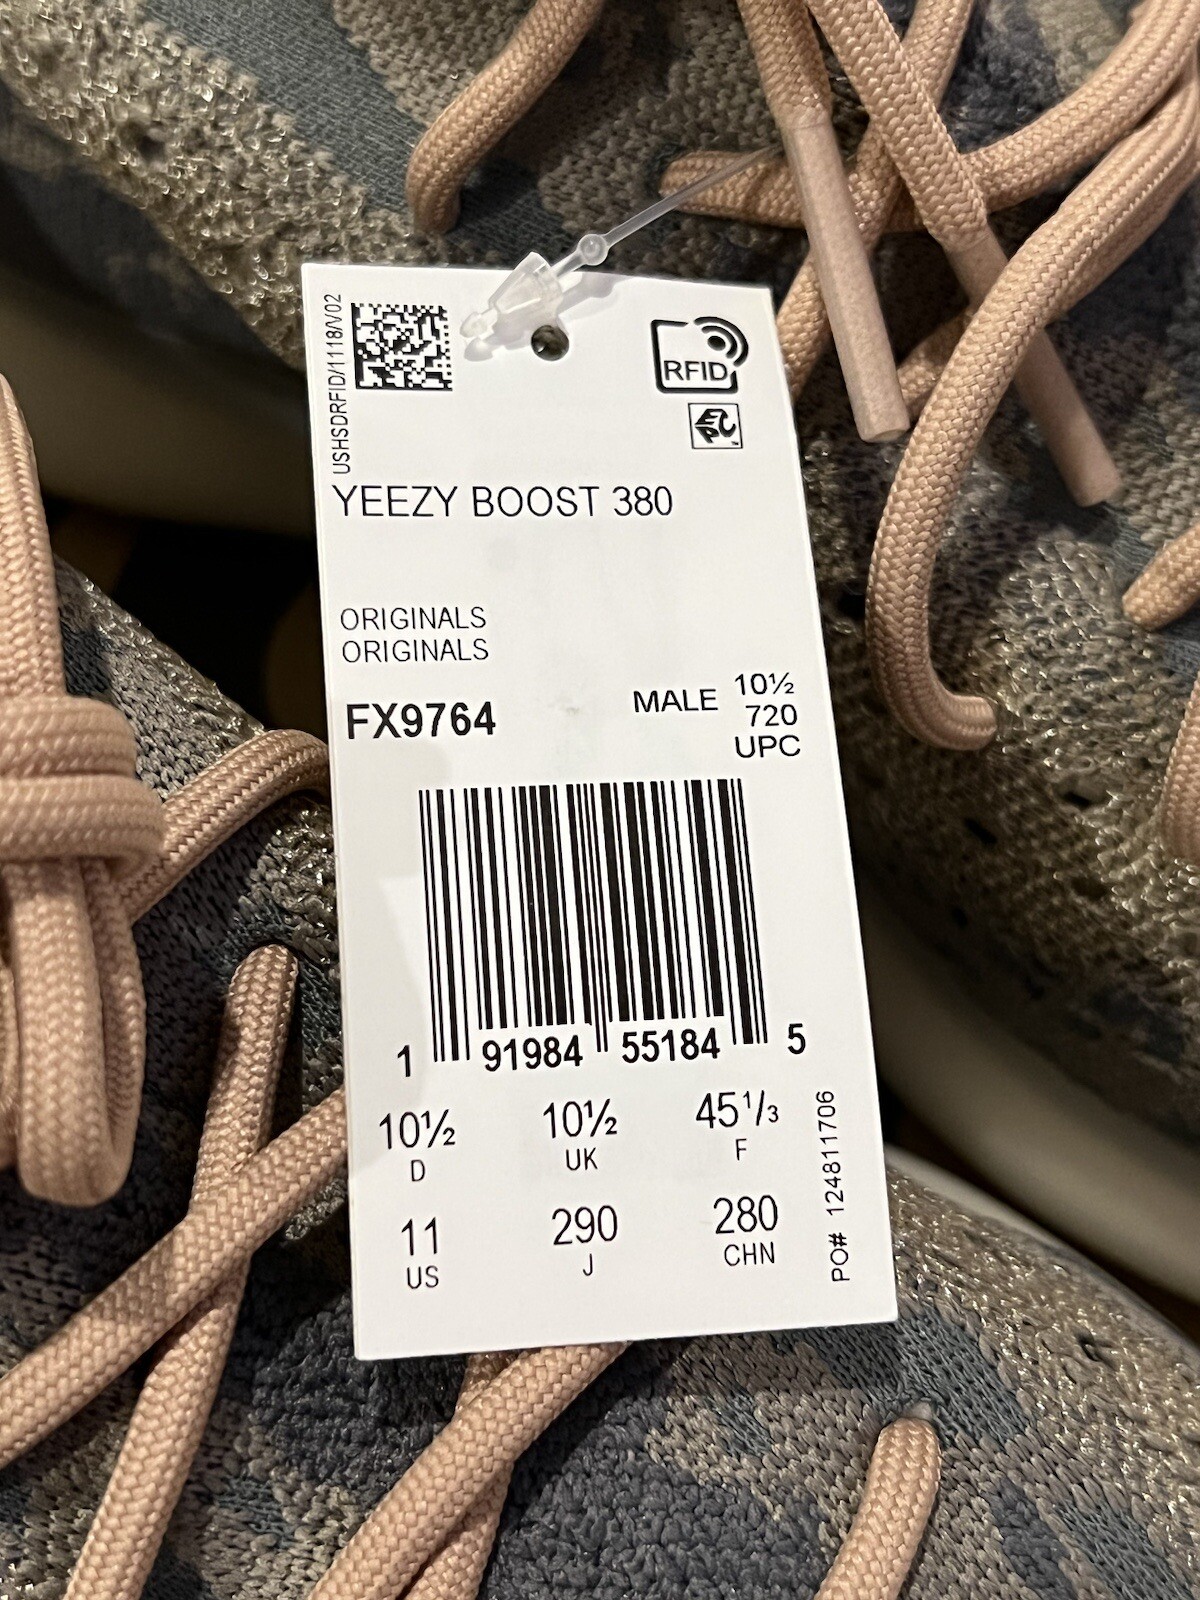 USHSDRFID/1118/V02
RFID
EPC
YEEZY BOOST 380
ORIGINALS
ORIGINALS
FX9764
MALE
10½
720
UPC
1 91984 55184 5
10½ 10½ 45⅓
D UK F
11 290 280
US J CHN
PO# 124811706